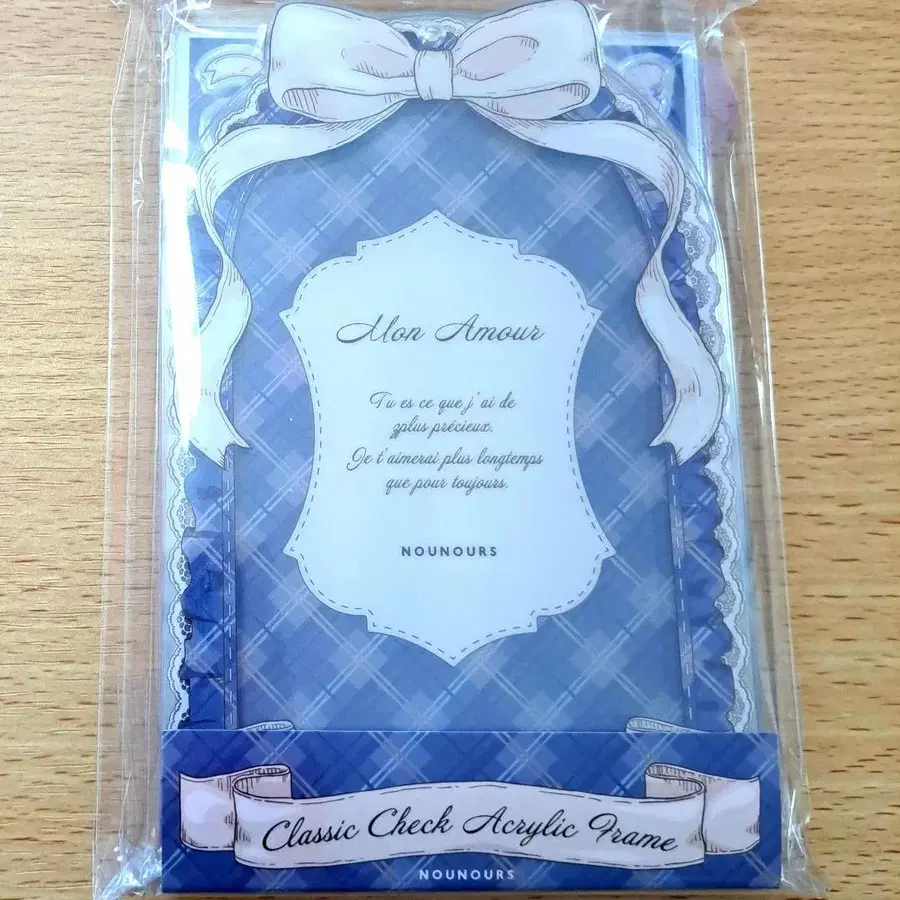 Mon Amour
Tu es ce que j'ai de
plus précieux.
Je t'aimerai plus longtemps
que pour toujours.
NOUNOURS
Classic Check Acrylic Frame
NOUNOURS